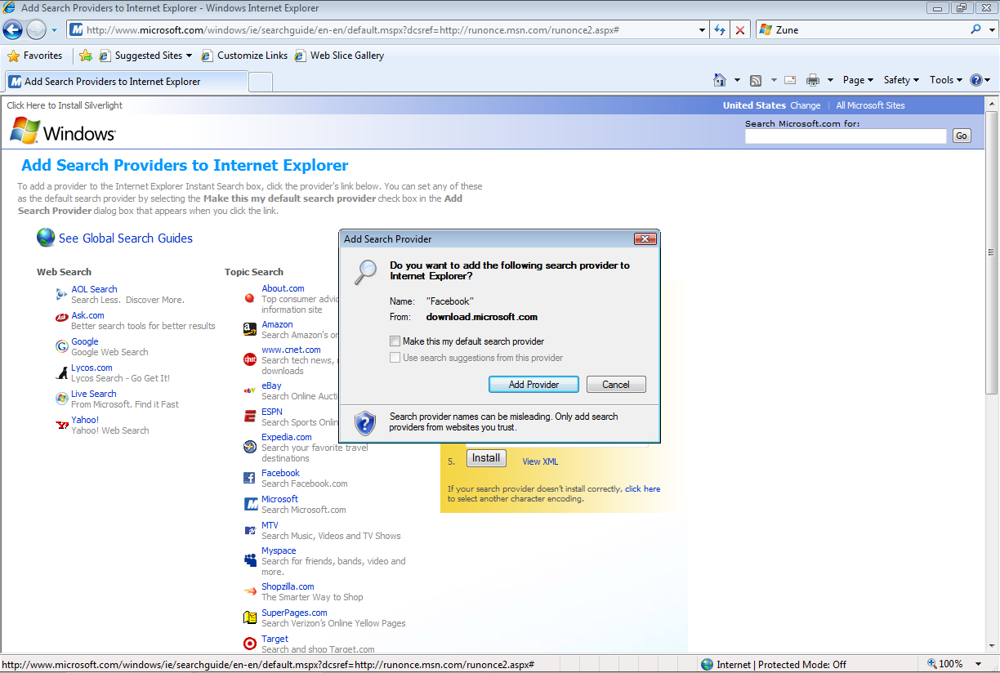 Add Search Providers to Internet Explorer - Windows Internet Explorer
http://www.microsoft.com/windows/ie/searchguide/en-en/default.mspx?dcsref=http://runonce.msn.com/runonce2.aspx#
Zune
Favorites
Suggested Sites
Customize Links
Web Slice Gallery
Add Search Providers to Internet Explorer
Page
Safety
Tools
Click Here to Install Silverlight
United States Change | All Microsoft Sites
Windows
Search Microsoft.com for:
Go
Add Search Providers to Internet Explorer
To add a provider to the Internet Explorer Instant Search box, click the provider's link below. You can set any of these
as the default search provider by selecting the Make this my default search provider check box in the Add
Search Provider dialog box that appears when you click the link.
See Global Search Guides
Web Search
AOL Search
Search Less. Discover More.
Ask.com
Better search tools for better results
Google
Google Web Search
Lycos.com
Lycos Search - Go Get It!
Live Search
From Microsoft. Find it Fast
Yahoo!
Yahoo! Web Search
Topic Search
About.com
Top consumer advic
information site
Amazon
Search Amazon's or
www.cnet.com
Search tech news,
downloads
eBay
Search Online Aucti
ESPN
Search Sports Onlin
Expedia.com
Search your favorite travel
destinations
Facebook
Search Facebook.com
Microsoft
Search Microsoft.com
MTV
Search Music, Videos and TV Shows
Myspace
Search for friends, bands, video and
more.
Shopzilla.com
The Smarter Way to Shop
SuperPages.com
Search Verizon's Online Yellow Pages
Target
Search and shop Target.com
Add Search Provider
Do you want to add the following search provider to
Internet Explorer?
Name: "Facebook"
From: download.microsoft.com
Make this my default search provider
Use search suggestions from this provider
Add Provider
Cancel
Search provider names can be misleading. Only add search
providers from websites you trust.
5. Install View XML
If your search provider doesn't install correctly, click here
to select another character encoding.
http://www.microsoft.com/windows/ie/searchguide/en-en/default.mspx?dcsref=http://runonce.msn.com/runonce2.aspx#
Internet | Protected Mode: Off
100%